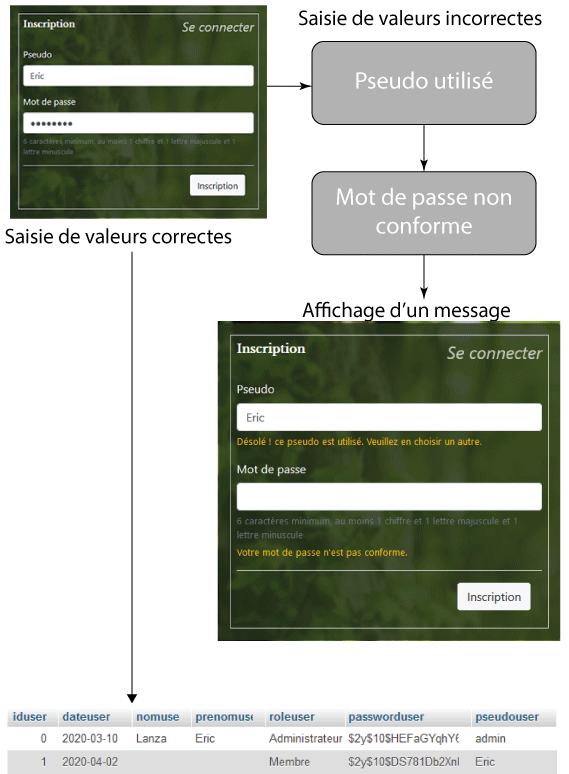 Inscription
Se connecter
Pseudo
Eric
Mot de passe
6 caractères minimum, au moins 1 chiffre et 1 lettre majuscule et 1
lettre minuscule
Inscription
Saisie de valeurs correctes
Saisie de valeurs incorrectes
Pseudo utilisé
Mot de passe non
conforme
Affichage d'un message
Inscription
Se connecter
Pseudo
Eric
Désolé ! ce pseudo est utilisé. Veuillez en choisir un autre.
Mot de passe
6 caractères minimum, au moins 1 chiffre et 1 lettre majuscule et 1
lettre minuscule
Votre mot de passe n'est pas conforme.
Inscription
iduser dateuser nomuse prenomuse roleuser passworduser pseudouser
0 2020-03-10 Lanza Eric Administrateur $2y$10$HEFaGYqhY6 admin
1 2020-04-02 Membre $2y$10$DS781Db2Xnl Eric